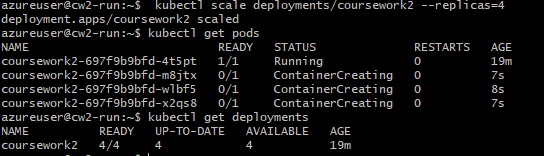 azureuser@cw2-run:~$ kubectl scale deployments/coursework2 --replicas=4
deployment.apps/coursework2 scaled
azureuser@cw2-run:~$ kubectl get pods
NAME READY STATUS RESTARTS AGE
coursework2-697f9b9bfd-4t5pt 1/1 Running 0 19m
coursework2-697f9b9bfd-m8jtx 0/1 ContainerCreating 0 7s
coursework2-697f9b9bfd-wlbf5 0/1 ContainerCreating 0 8s
coursework2-697f9b9bfd-x2qs8 0/1 ContainerCreating 0 7s
azureuser@cw2-run:~$ kubectl get deployments
NAME READY UP-TO-DATE AVAILABLE AGE
coursework2 4/4 4 4 19m